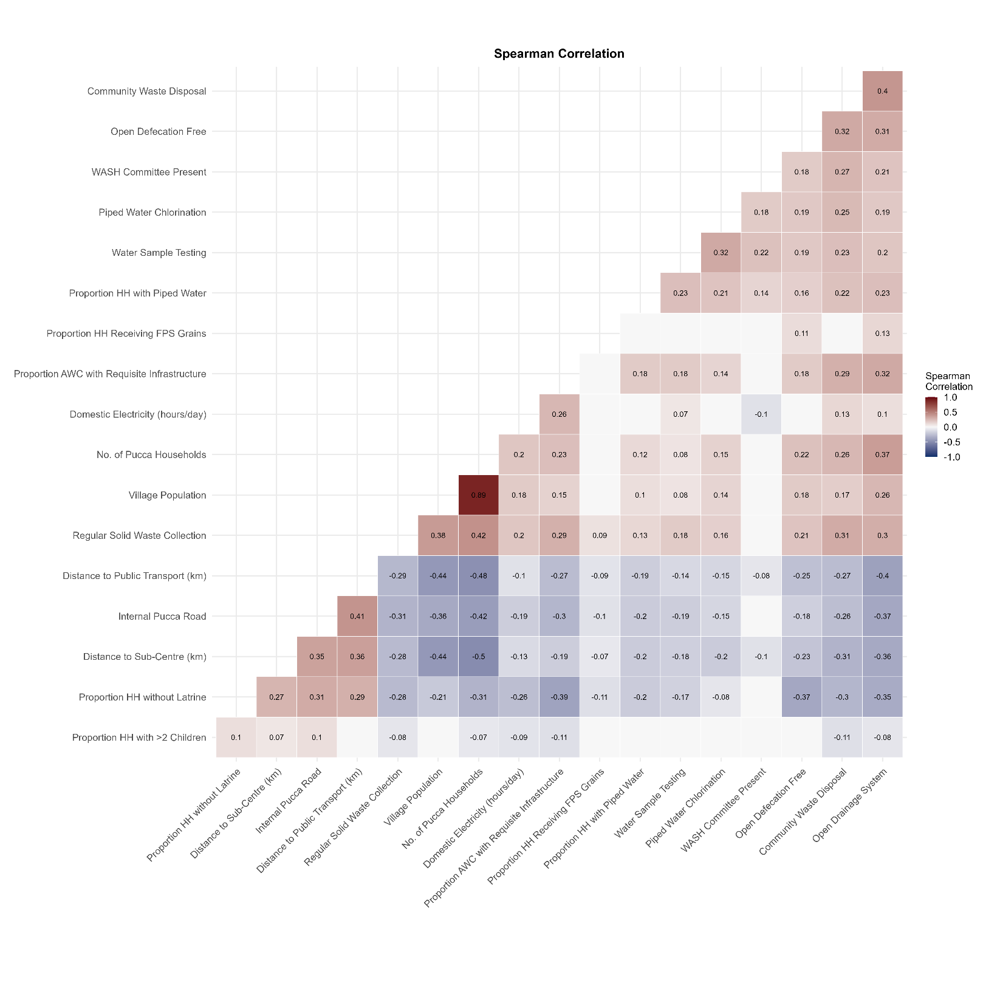 Spearman Correlation
Community Waste Disposal
0.4
Open Defecation Free
0.32 0.31
WASH Committee Present
0.18 0.27 0.21
Piped Water Chlorination
0.18 0.19 0.25 0.19
Water Sample Testing
0.32 0.22 0.19 0.23 0.2
Proportion HH with Piped Water
0.23 0.21 0.14 0.16 0.22 0.23
Proportion HH Receiving FPS Grains
0.11 0.13
Proportion AWC with Requisite Infrastructure
0.18 0.18 0.14 0.18 0.29 0.32
Domestic Electricity (hours/day)
0.26 0.07 -0.1 0.13 0.1
No. of Pucca Households
0.2 0.23 0.12 0.08 0.15 0.22 0.26 0.37
Village Population
0.89 0.18 0.15 0.1 0.08 0.14 0.18 0.17 0.26
Regular Solid Waste Collection
0.38 0.42 0.2 0.29 0.09 0.13 0.18 0.16 0.21 0.31 0.3
Distance to Public Transport (km)
-0.29 -0.44 -0.48 -0.1 -0.27 -0.09 -0.19 -0.14 -0.15 -0.08 -0.25 -0.27 -0.4
Internal Pucca Road
0.41 -0.31 -0.36 -0.42 -0.19 -0.3 -0.1 -0.2 -0.19 -0.15 -0.18 -0.26 -0.37
Distance to Sub-Centre (km)
0.35 0.36 -0.28 -0.44 -0.5 -0.13 -0.19 -0.07 -0.2 -0.18 -0.2 -0.1 -0.23 -0.31 -0.36
Proportion HH without Latrine
0.27 0.31 0.29 -0.28 -0.21 -0.31 -0.26 -0.39 -0.11 -0.2 -0.17 -0.08 -0.37 -0.3 -0.35
Proportion HH with >2 Children
0.1 0.07 0.1 -0.08 -0.07 -0.09 -0.11 -0.11 -0.08
Proportion HH without Latrine
Distance to Sub-Centre (km)
Internal Pucca Road
Distance to Public Transport (km)
Regular Solid Waste Collection
Village Population
No. of Pucca Households
Domestic Electricity (hours/day)
Proportion AWC with Requisite Infrastructure
Proportion HH Receiving FPS Grains
Proportion HH with Piped Water
Water Sample Testing
Piped Water Chlorination
WASH Committee Present
Open Defecation Free
Community Waste Disposal
Open Drainage System
Spearman
Correlation
1.0
0.5
0.0
-0.5
-1.0